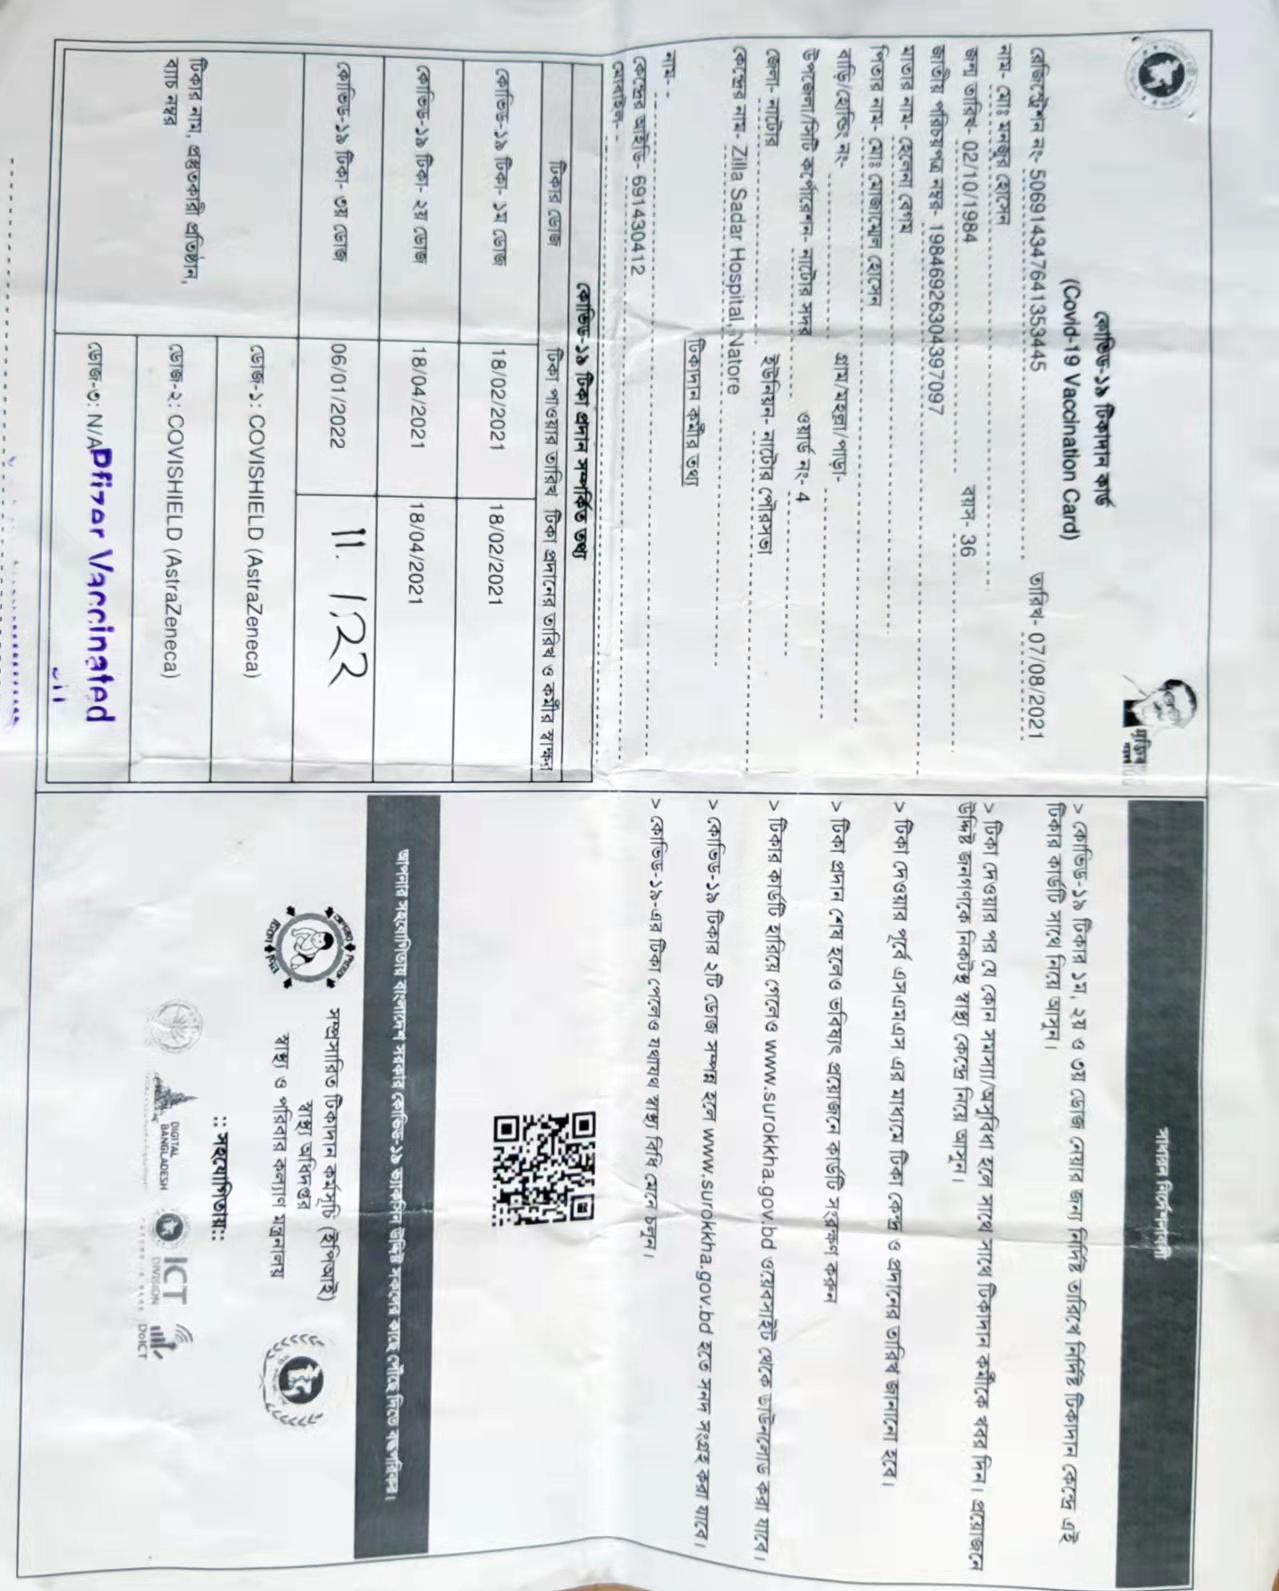 মুজিব
কোভিড-১৯ টিকাদান কার্ড
(Covid-19 Vaccination Card)
রেজিস্ট্রেশন নং- 506914347641353445 তারিখ- 07/08/2021
নাম- মোঃ মনজুর হোসেন
জন্ম তারিখ- 02/10/1984 বয়স- 36
জাতীয় পরিচয়পত্র নম্বর- 19846926304397097
মাতার নাম- হেলেনা বেগম
পিতার নাম- মোঃ মোজাম্মেল হোসেন
বাড়ি/হোল্ডিং নং- গ্রাম/মহল্লা/পাড়া-
উপজেলা/সিটি কর্পোরেশন- নাটোর সদর ওয়ার্ড নং- 4
জেলা- নাটোর ইউনিয়ন- নাটোর পৌরসভা
কেন্দ্রের নাম- Zilla Sadar Hospital, Natore
টিকাদান কর্মীর তথ্য
নাম- -
কেন্দ্রের আইডি- 691430412
মোবাইল- -
কোভিড-১৯ টিকা প্রদান সম্পর্কিত তথ্য
টিকার ডোজ টিকা পাওয়ার তারিখ টিকা প্রদানের তারিখ ও কর্মীর স্বাক্ষর
কোভিড-১৯ টিকা- ১ম ডোজ 18/02/2021 18/02/2021
কোভিড-১৯ টিকা- ২য় ডোজ 18/04/2021 18/04/2021
কোভিড-১৯ টিকা- ৩য় ডোজ 06/01/2022 11. 1.22
টিকার নাম, প্রস্তুতকারী প্রতিষ্ঠান,
ব্যাচ নম্বর
ডোজ-১: COVISHIELD (AstraZeneca)
ডোজ-২: COVISHIELD (AstraZeneca)
ডোজ-৩: N/A Pfizer Vaccinated
সাধারন নির্দেশনাবলী
> কোভিড-১৯ টিকার ১ম, ২য় ও ৩য় ডোজ নেয়ার জন্য নির্দিষ্ট তারিখে নির্দিষ্ট টিকাদান কেন্দ্রে এই
টিকার কার্ডটি সাথে নিয়ে আসুন।
> টিকা দেওয়ার পর যে কোন সমস্যা/অসুবিধা হলে সাথে সাথে টিকাদান কর্মীকে খবর দিন। প্রয়োজনে
উদ্দিষ্ট জনগণকে নিকটস্থ স্বাস্থ্য কেন্দ্রে নিয়ে আসুন।
> টিকা দেওয়ার পূর্বে এসএমএস এর মাধ্যমে টিকা কেন্দ্র ও প্রদানের তারিখ জানানো হবে।
> টিকা প্রদান শেষ হলেও ভবিষ্যৎ প্রয়োজনে কার্ডটি সংরক্ষণ করুন
> টিকার কার্ডটি হারিয়ে গেলেও www.surokkha.gov.bd ওয়েবসাইট থেকে ডাউনলোড করা যাবে।
> কোভিড-১৯ টিকার ২টি ডোজ সম্পন্ন হলে www.surokkha.gov.bd হতে সনদ সংগ্রহ করা যাবে।
> কোভিড-১৯-এর টিকা পেলেও যথাযথ স্বাস্থ্য বিধি মেনে চলুন।
আপনার সহযোগিতায় বাংলাদেশ সরকার কোভিড-১৯ ভ্যাকসিন উদ্দিষ্ট সকলের কাছে পৌঁছে দিতে বদ্ধপরিকর।
সম্প্রসারিত টিকাদান কর্মসূচি (ইপিআই)
স্বাস্থ্য অধিদপ্তর
স্বাস্থ্য ও পরিবার কল্যাণ মন্ত্রনালয়
টিকা দিন
:: সহযোগিতায়::
DIGITAL
BANGLADESH
ICT
DIVISION
DoICT